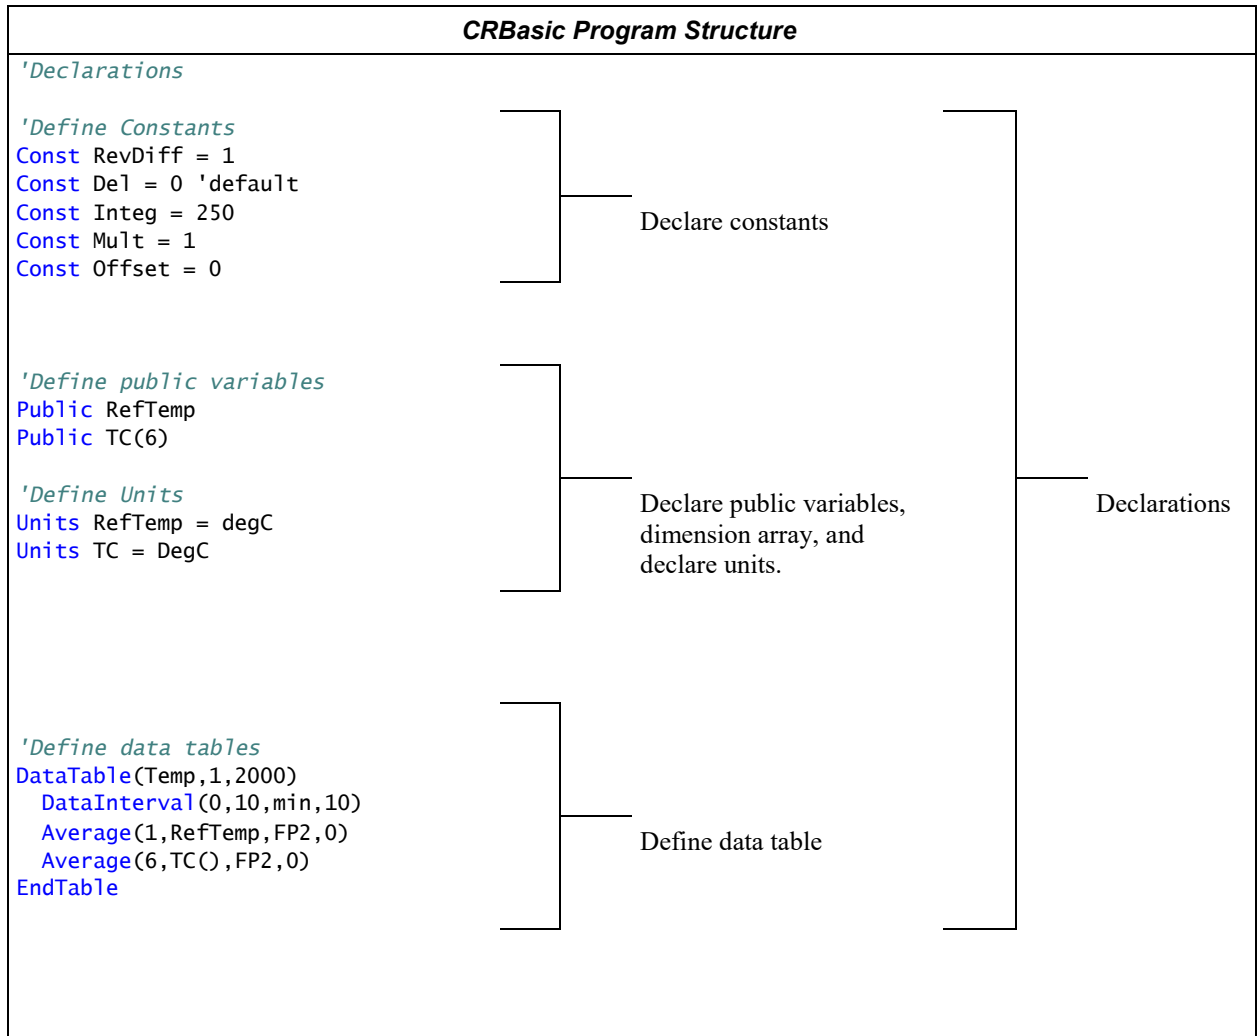 CRBasic Program Structure
'Declarations
'Define Constants
Const RevDiff = 1
Const Del = 0 'default
Const Integ = 250
Const Mult = 1
Const Offset = 0
Declare constants
'Define public variables
Public RefTemp
Public TC(6)
'Define Units
Units RefTemp = degC
Units TC = DegC
Declare public variables,
dimension array, and
declare units.
Declarations
'Define data tables
DataTable(Temp,1,2000)
DataInterval(0,10,min,10)
Average(1,RefTemp,FP2,0)
Average(6,TC(),FP2,0)
EndTable
Define data table